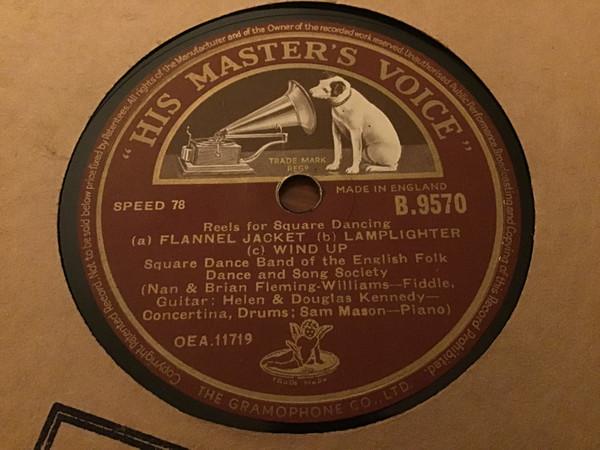 Copyright. Patented Record. Not to be sold below price fixed by Patentees. All rights of the Manufacturer and of the Owner of the recorded work reserved. Unauthorised Public Performance, Broadcasting and Copying of this Record Prohibited.
"HIS MASTER'S VOICE"
TRADE MARK
REGD
MADE IN ENGLAND
SPEED 78
B.9570
Reels for Square Dancing
(a) FLANNEL JACKET (b) LAMPLIGHTER
(c) WIND UP
Square Dance Band of the English Folk
Dance and Song Society
(Nan & Brian Fleming-Williams—Fiddle,
Guitar; Helen & Douglas Kennedy—
Concertina, Drums; Sam Mason—Piano)
OEA.11719
TRADE MARK
THE GRAMOPHONE CO., LTD.